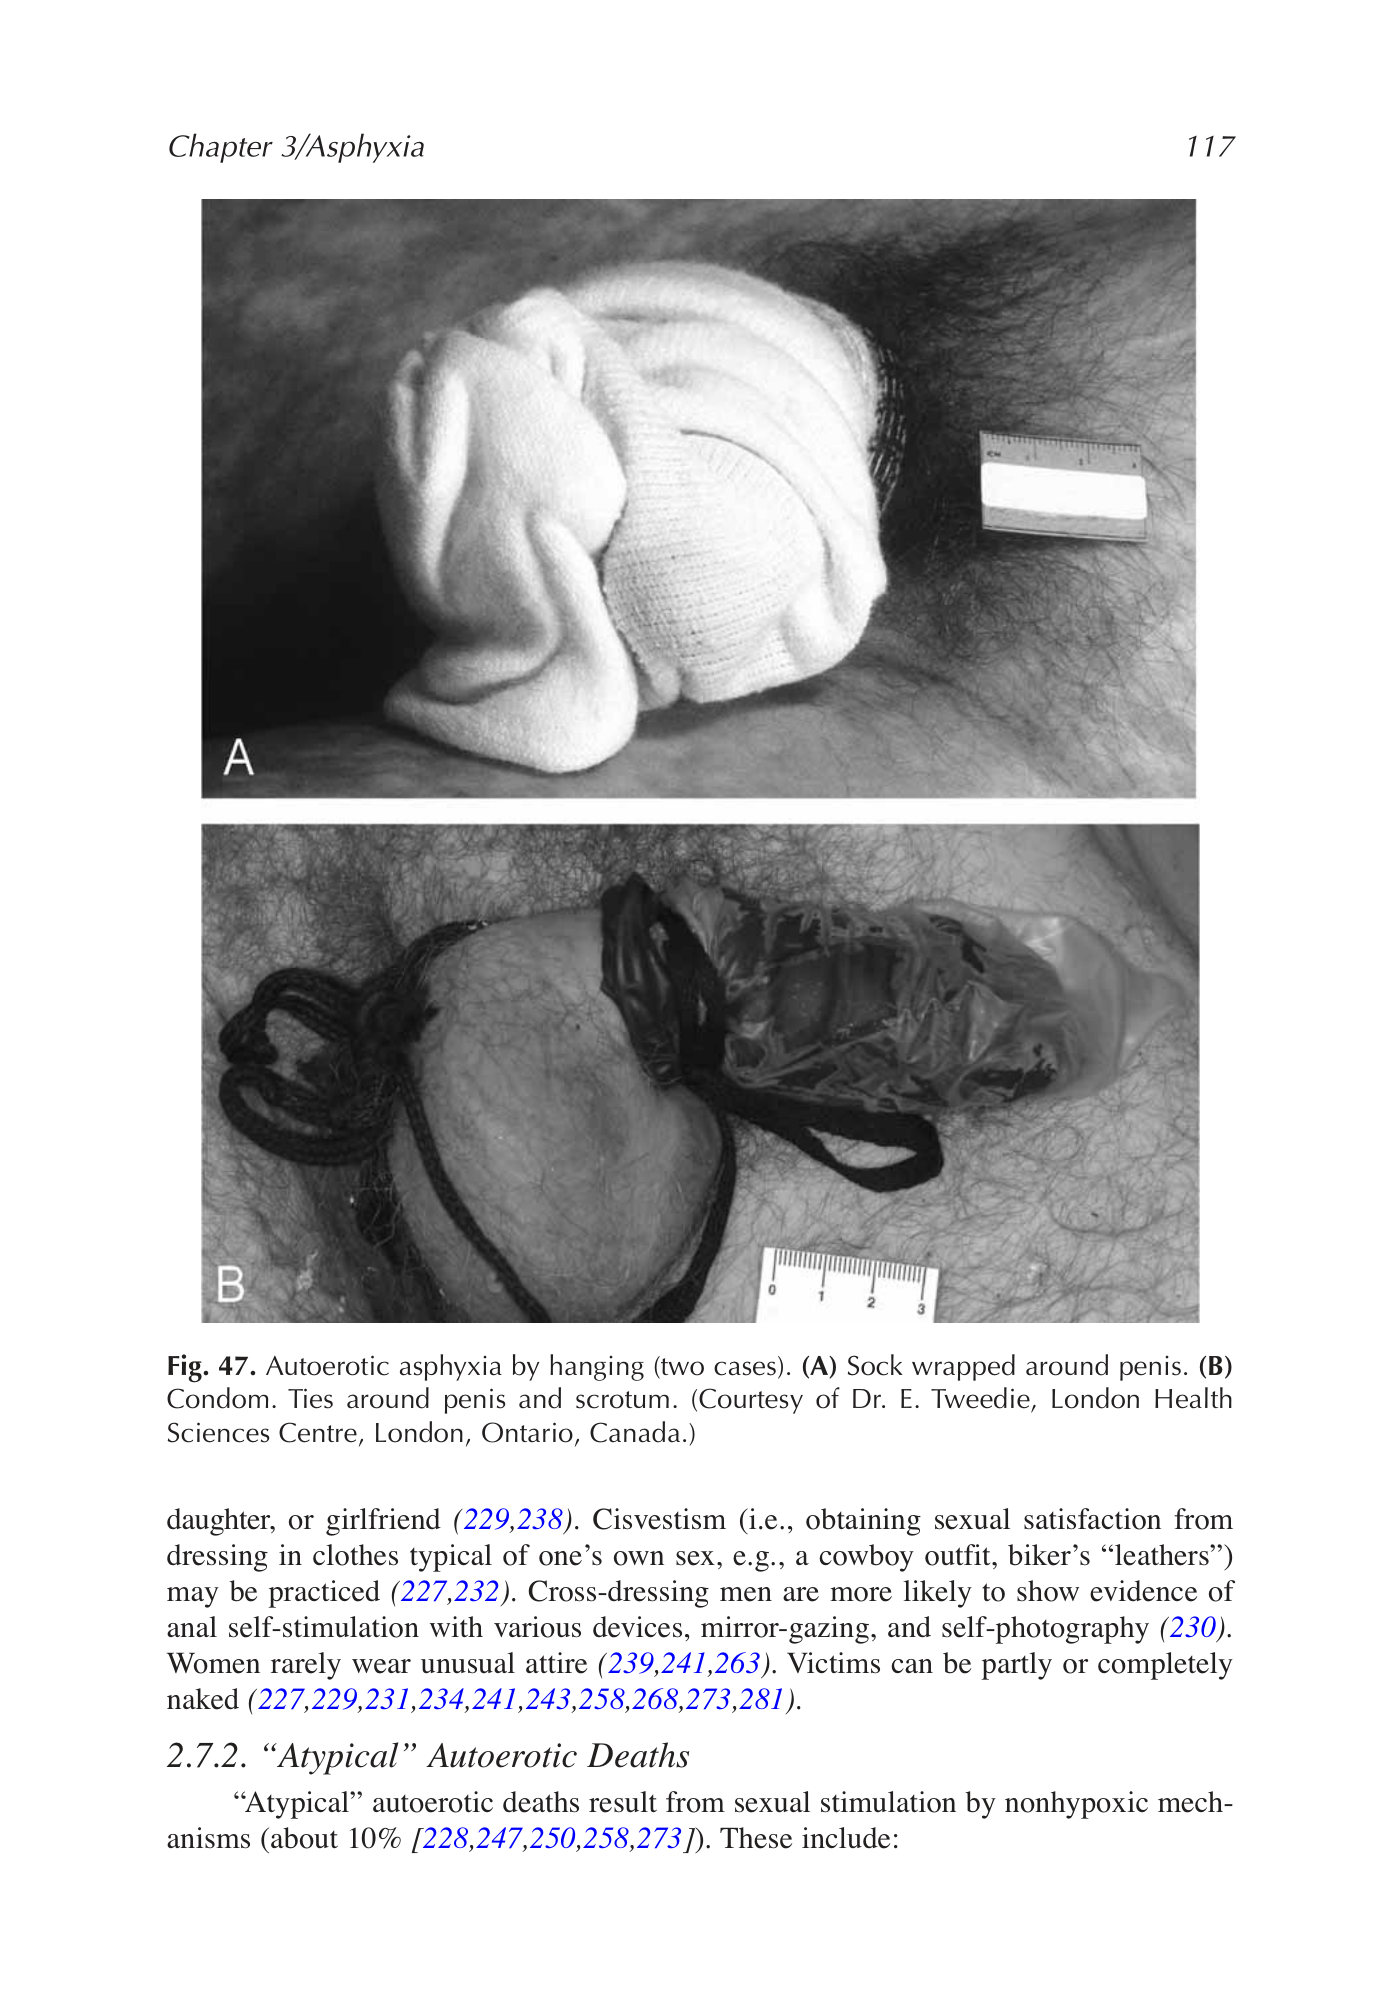 Chapter 3/Asphyxia 117
CM 1 2 3
A
B
0 1 2 3
Fig. 47. Autoerotic asphyxia by hanging (two cases). (A) Sock wrapped around penis. (B)
Condom. Ties around penis and scrotum. (Courtesy of Dr. E. Tweedie, London Health
Sciences Centre, London, Ontario, Canada.)
daughter, or girlfriend (229,238). Cisvestism (i.e., obtaining sexual satisfaction from
dressing in clothes typical of one’s own sex, e.g., a cowboy outfit, biker’s “leathers”)
may be practiced (227,232). Cross-dressing men are more likely to show evidence of
anal self-stimulation with various devices, mirror-gazing, and self-photography (230).
Women rarely wear unusual attire (239,241,263). Victims can be partly or completely
naked (227,229,231,234,241,243,258,268,273,281).
2.7.2. “Atypical” Autoerotic Deaths
“Atypical” autoerotic deaths result from sexual stimulation by nonhypoxic mech-
anisms (about 10% [228,247,250,258,273]). These include: